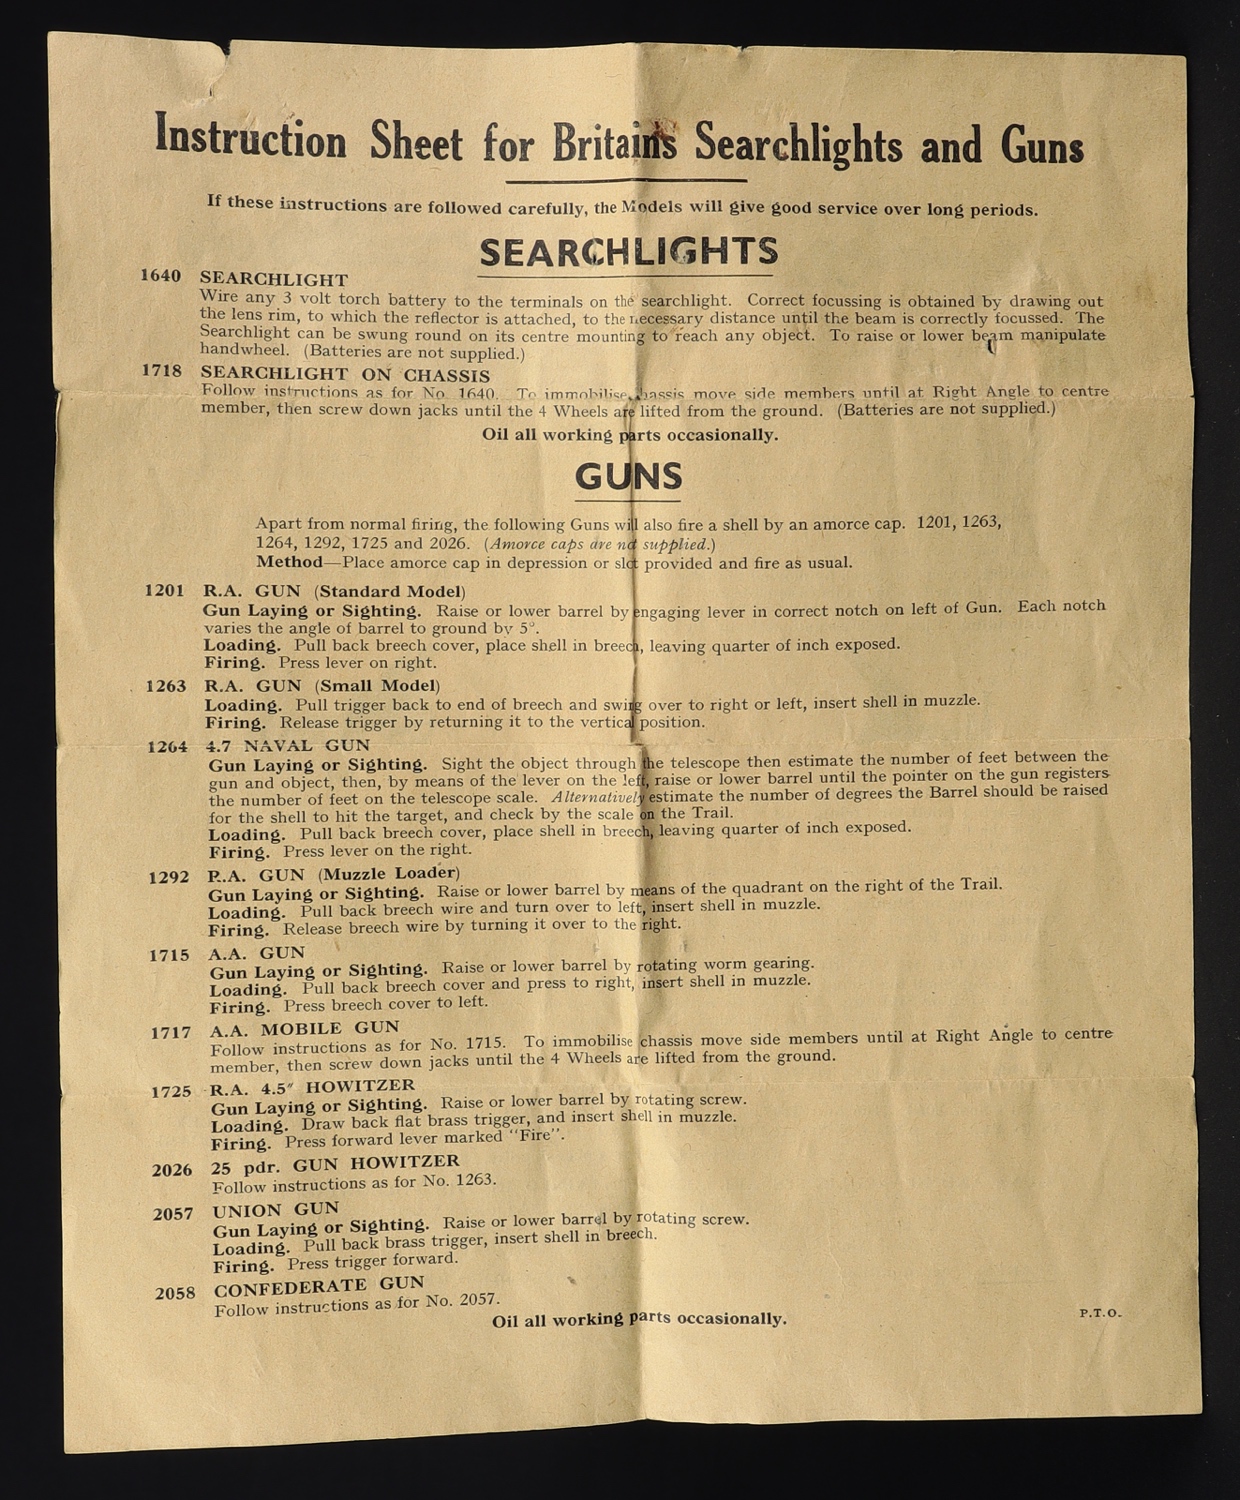 Instruction Sheet for Britains Searchlights and Guns
If these instructions are followed carefully, the Models will give good service over long periods.
SEARCHLIGHTS
1640 SEARCHLIGHT
Wire any 3 volt torch battery to the terminals on the searchlight. Correct focussing is obtained by drawing out
the lens rim, to which the reflector is attached, to the necessary distance until the beam is correctly focussed. The
Searchlight can be swung round on its centre mounting to reach any object. To raise or lower beam manipulate
handwheel. (Batteries are not supplied.)
1718 SEARCHLIGHT ON CHASSIS
Follow instructions as for No. 1640. To immobilise chassis move side members until at Right Angle to centre
member, then screw down jacks until the 4 Wheels are lifted from the ground. (Batteries are not supplied.)
Oil all working parts occasionally.
GUNS
Apart from normal firing, the following Guns will also fire a shell by an amorce cap. 1201, 1263,
1264, 1292, 1725 and 2026. (Amorce caps are not supplied.)
Method—Place amorce cap in depression or slot provided and fire as usual.
1201 R.A. GUN (Standard Model)
Gun Laying or Sighting. Raise or lower barrel by engaging lever in correct notch on left of Gun. Each notch
varies the angle of barrel to ground by 5°.
Loading. Pull back breech cover, place shell in breech, leaving quarter of inch exposed.
Firing. Press lever on right.
1263 R.A. GUN (Small Model)
Loading. Pull trigger back to end of breech and swing over to right or left, insert shell in muzzle.
Firing. Release trigger by returning it to the vertical position.
1264 4.7 NAVAL GUN
Gun Laying or Sighting. Sight the object through the telescope then estimate the number of feet between the
gun and object, then, by means of the lever on the left, raise or lower barrel until the pointer on the gun registers
the number of feet on the telescope scale. Alternatively estimate the number of degrees the Barrel should be raised
for the shell to hit the target, and check by the scale on the Trail.
Loading. Pull back breech cover, place shell in breech, leaving quarter of inch exposed.
Firing. Press lever on the right.
1292 R.A. GUN (Muzzle Loader)
Gun Laying or Sighting. Raise or lower barrel by means of the quadrant on the right of the Trail.
Loading. Pull back breech wire and turn over to left, insert shell in muzzle.
Firing. Release breech wire by turning it over to the right.
1715 A.A. GUN
Gun Laying or Sighting. Raise or lower barrel by rotating worm gearing.
Loading. Pull back breech cover and press to right, insert shell in muzzle.
Firing. Press breech cover to left.
1717 A.A. MOBILE GUN
Follow instructions as for No. 1715. To immobilise chassis move side members until at Right Angle to centre
member, then screw down jacks until the 4 Wheels are lifted from the ground.
1725 R.A. 4.5″ HOWITZER
Gun Laying or Sighting. Raise or lower barrel by rotating screw.
Loading. Draw back flat brass trigger, and insert shell in muzzle.
Firing. Press forward lever marked "Fire".
2026 25 pdr. GUN HOWITZER
Follow instructions as for No. 1263.
2057 UNION GUN
Gun Laying or Sighting. Raise or lower barrel by rotating screw.
Loading. Pull back brass trigger, insert shell in breech.
Firing. Press trigger forward.
2058 CONFEDERATE GUN
Follow instructions as for No. 2057.
Oil all working parts occasionally.
P.T.O.